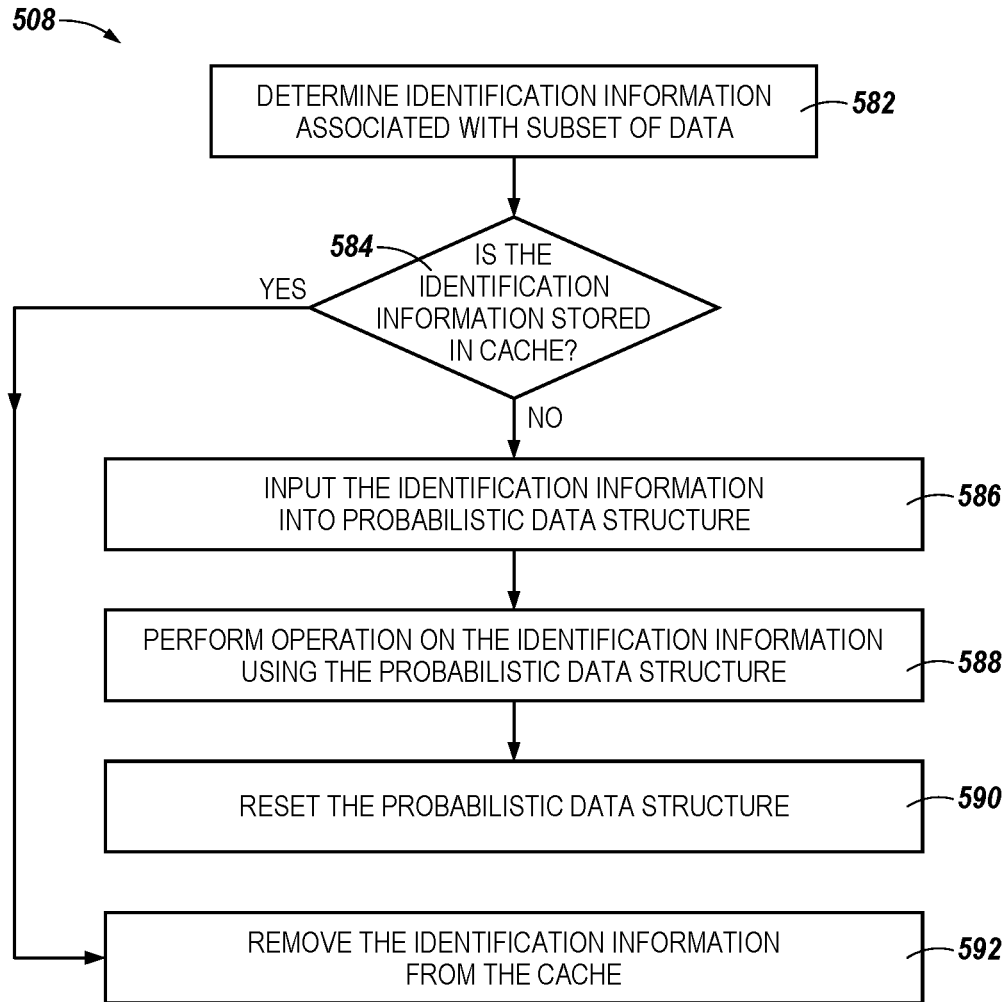 508
DETERMINE IDENTIFICATION INFORMATION
ASSOCIATED WITH SUBSET OF DATA
582
584
IS THE
IDENTIFICATION
INFORMATION STORED
IN CACHE?
YES
NO
INPUT THE IDENTIFICATION INFORMATION
INTO PROBABILISTIC DATA STRUCTURE
586
PERFORM OPERATION ON THE IDENTIFICATION INFORMATION
USING THE PROBABILISTIC DATA STRUCTURE
588
RESET THE PROBABILISTIC DATA STRUCTURE
590
REMOVE THE IDENTIFICATION INFORMATION
FROM THE CACHE
592